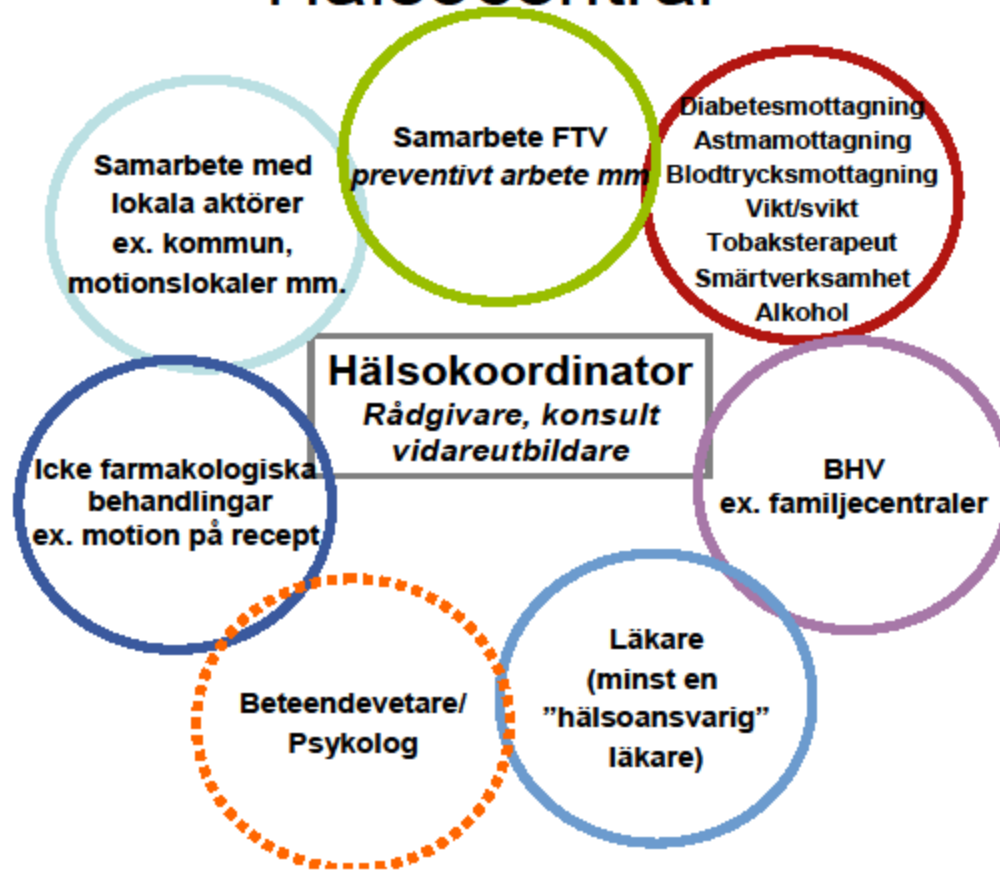 Hälsocentral
Samarbete FTV
preventivt arbete mm
Diabetesmottagning
Astmamottagning
Blodtrycksmottagning
Vikt/svikt
Tobaksterapeut
Smärtverksamhet
Alkohol
Samarbete med
lokala aktörer
ex. kommun,
motionslokaler mm.
Hälsokoordinator
Rådgivare, konsult
vidareutbildare
Icke farmakologiska
behandlingar
ex. motion på recept
BHV
ex. familjecentraler
Läkare
(minst en
”hälsoansvarig”
läkare)
Beteendevetare/
Psykolog